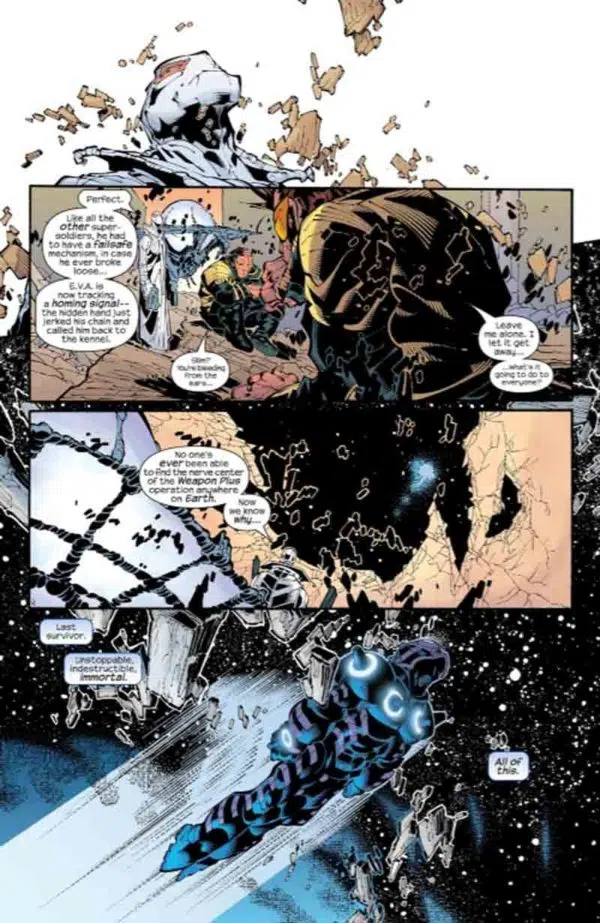 Perfect.
Like all the
other super-
soldiers, he had
to have a failsafe
mechanism, in case
he ever broke
loose...
E.V.A. is
now tracking
a homing signal--
the hidden hand just
jerked his chain and
called him back to
the kennel.
Slim?
You're bleeding
from the
ears...
Leave
me alone. I
let it get
away...
...what's it
going to do to
everyone?
No one's
ever been able
to find the nerve center
of the Weapon Plus
operation anywhere
on Earth.
Now
we know
why...
Last
survivor.
Unstoppable,
indestructible,
immortal.
All of
this.